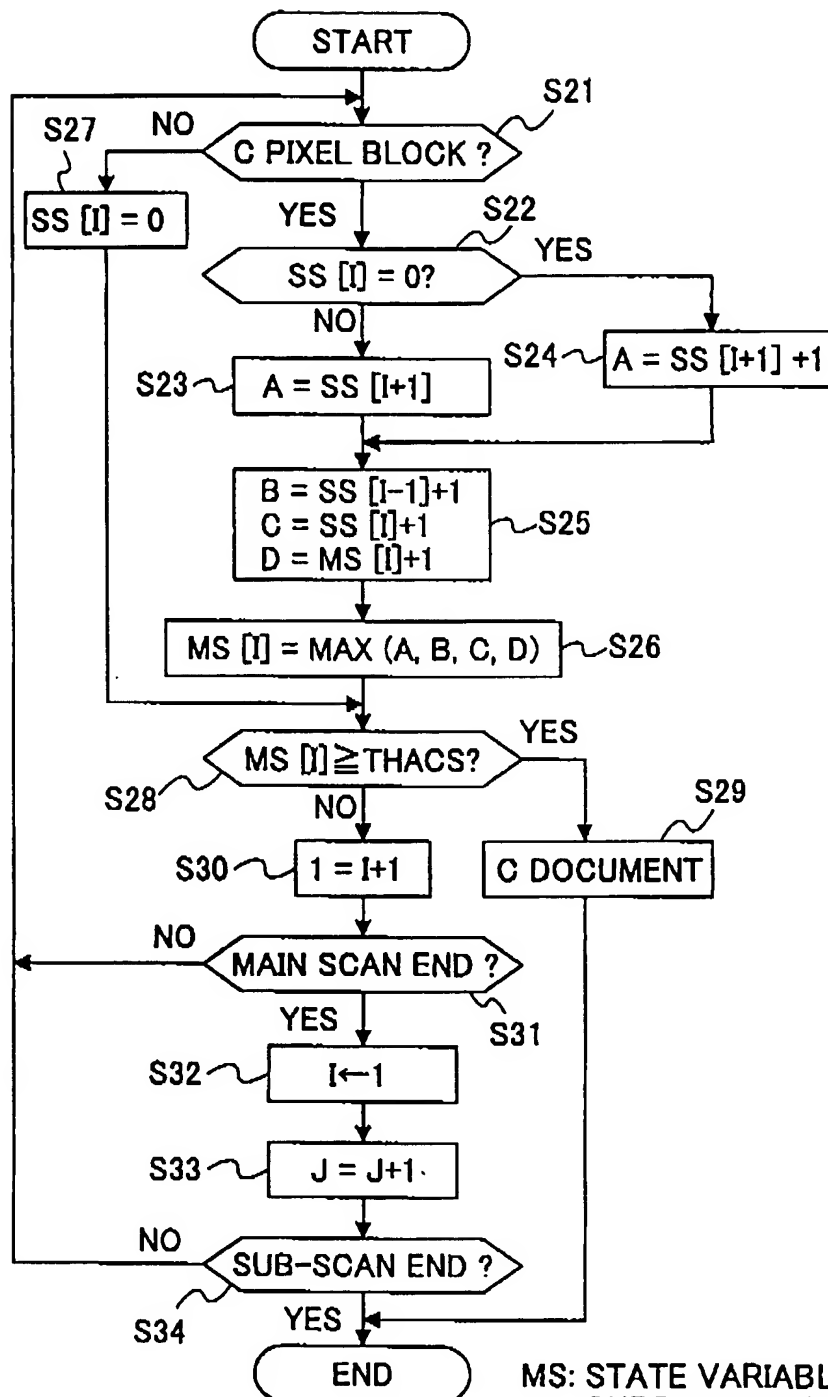 START
S21
S27
NO
C PIXEL BLOCK ?
SS [I] = 0
YES
S22
YES
SS [I] = 0?
NO
S24
A = SS [I+1] +1
S23
A = SS [I+1]
B = SS [I-1]+1
C = SS [I]+1
D = MS [I]+1
S25
MS [I] = MAX (A, B, C, D)
S26
YES
MS [I]≧THACS?
S28
NO
S29
S30
1 = I+1
C DOCUMENT
NO
MAIN SCAN END ?
YES
S31
S32
I←1
S33
J = J+1
NO
SUB-SCAN END ?
S34
YES
END
MS: STATE VARIABL